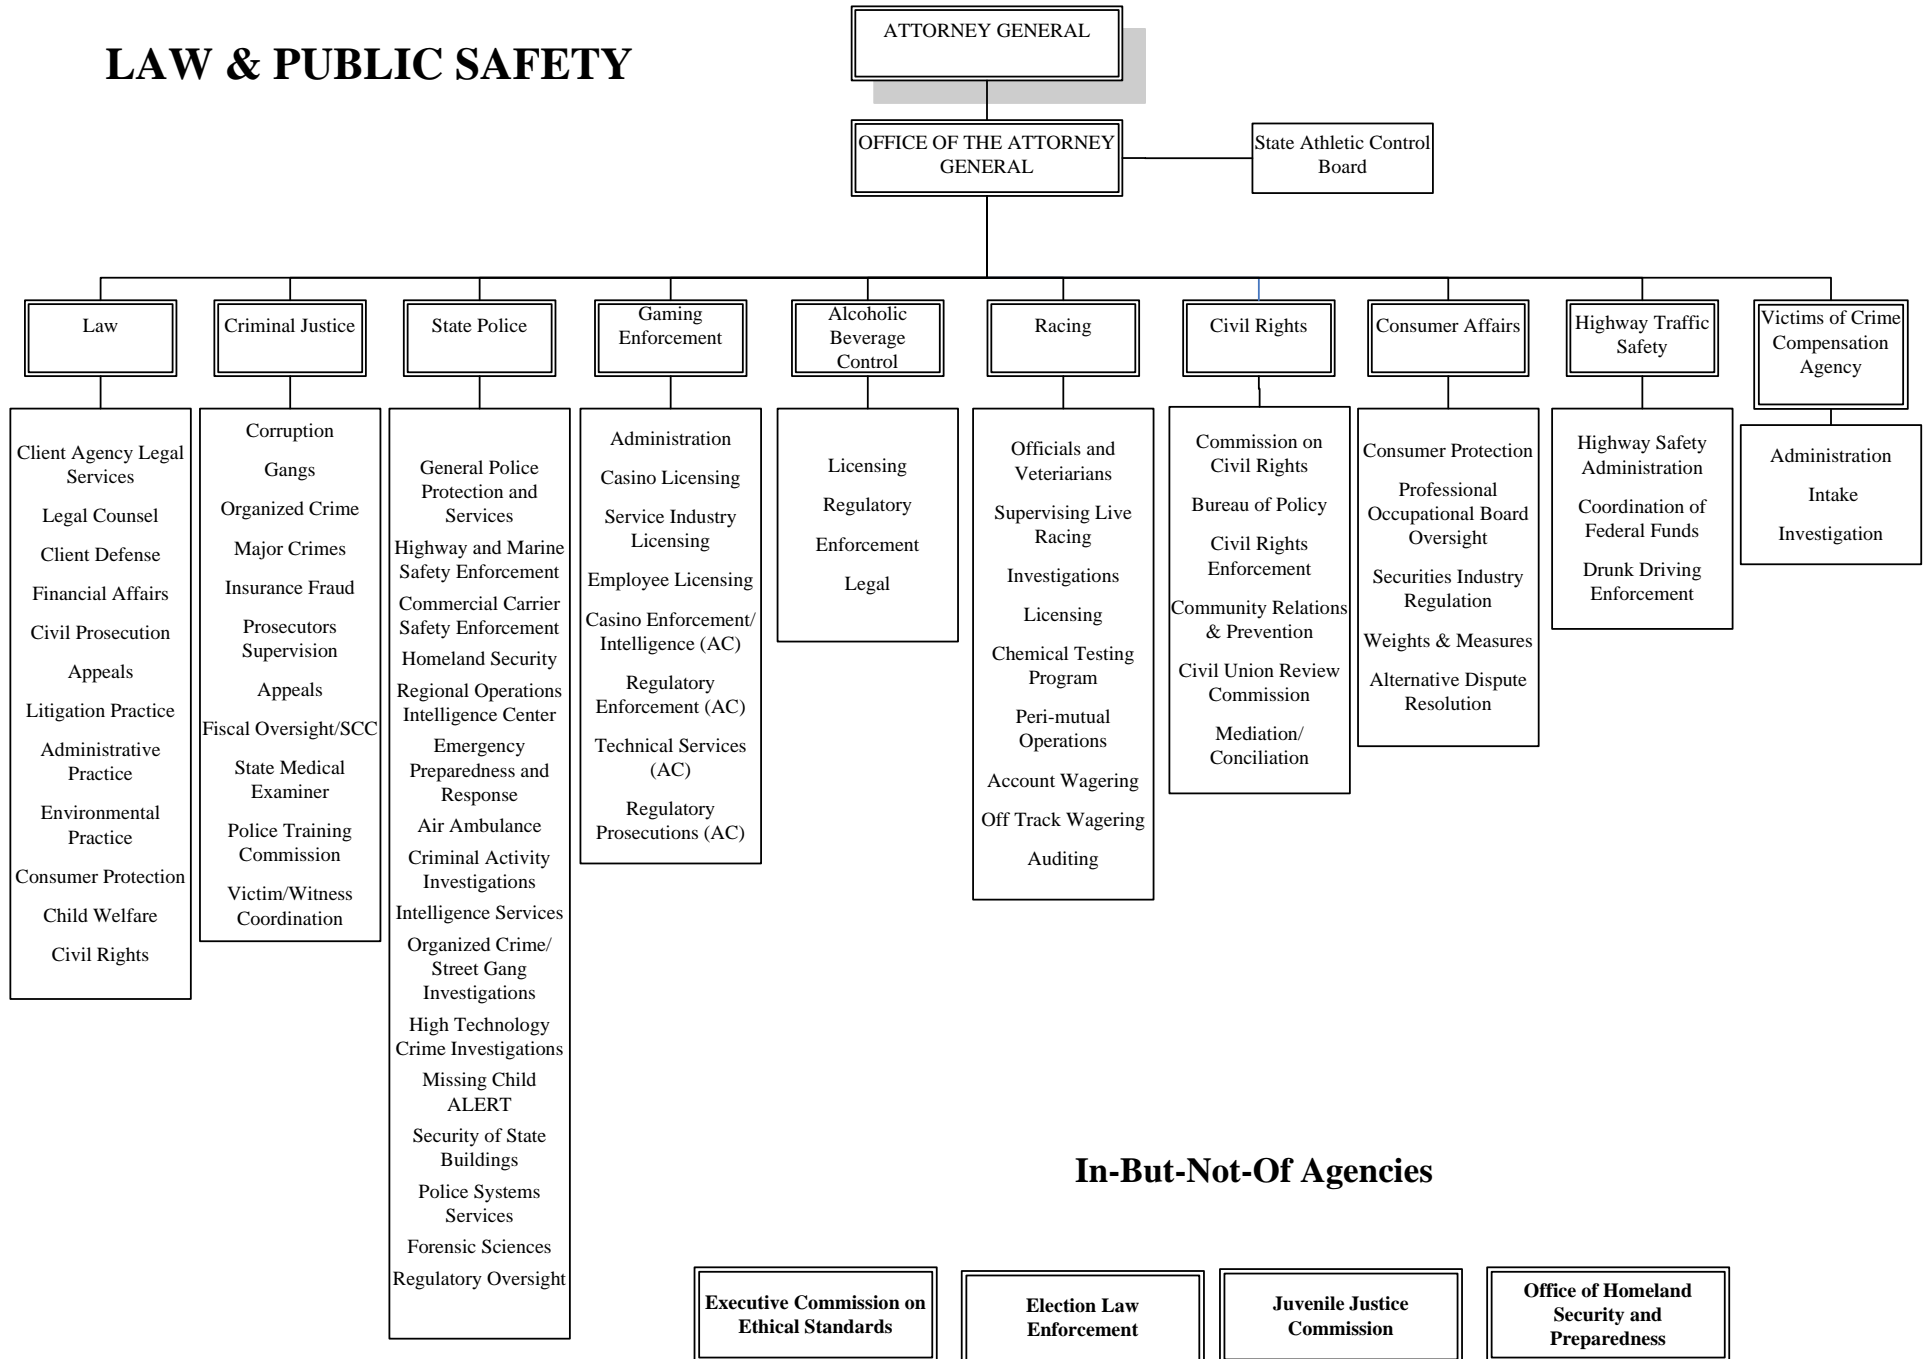 LAW & PUBLIC SAFETY
ATTORNEY GENERAL
OFFICE OF THE ATTORNEY
GENERAL
State Athletic Control
Board
Law
Client Agency Legal
Services
Legal Counsel
Client Defense
Financial Affairs
Civil Prosecution
Appeals
Litigation Practice
Administrative
Practice
Environmental
Practice
Consumer Protection
Child Welfare
Civil Rights
Criminal Justice
Corruption
Gangs
Organized Crime
Major Crimes
Insurance Fraud
Prosecutors
Supervision
Appeals
Fiscal Oversight/SCC
State Medical
Examiner
Police Training
Commission
Victim/Witness
Coordination
State Police
General Police
Protection and
Services
Highway and Marine
Safety Enforcement
Commercial Carrier
Safety Enforcement
Homeland Security
Regional Operations
Intelligence Center
Emergency
Preparedness and
Response
Air Ambulance
Criminal Activity
Investigations
Intelligence Services
Organized Crime/
Street Gang
Investigations
High Technology
Crime Investigations
Missing Child
ALERT
Security of State
Buildings
Police Systems
Services
Forensic Sciences
Regulatory Oversight
Gaming
Enforcement
Administration
Casino Licensing
Service Industry
Licensing
Employee Licensing
Casino Enforcement/
Intelligence (AC)
Regulatory
Enforcement (AC)
Technical Services
(AC)
Regulatory
Prosecutions (AC)
Alcoholic
Beverage
Control
Licensing
Regulatory
Enforcement
Legal
Racing
Officials and
Veteriarians
Supervising Live
Racing
Investigations
Licensing
Chemical Testing
Program
Peri-mutual
Operations
Account Wagering
Off Track Wagering
Auditing
Civil Rights
Commission on
Civil Rights
Bureau of Policy
Civil Rights
Enforcement
Community Relations
& Prevention
Civil Union Review
Commission
Mediation/
Conciliation
Consumer Affairs
Consumer Protection
Professional
Occupational Board
Oversight
Securities Industry
Regulation
Weights & Measures
Alternative Dispute
Resolution
Highway Traffic
Safety
Highway Safety
Administration
Coordination of
Federal Funds
Drunk Driving
Enforcement
Victims of Crime
Compensation
Agency
Administration
Intake
Investigation
In-But-Not-Of Agencies
Executive Commission on
Ethical Standards
Election Law
Enforcement
Juvenile Justice
Commission
Office of Homeland
Security and
Preparedness